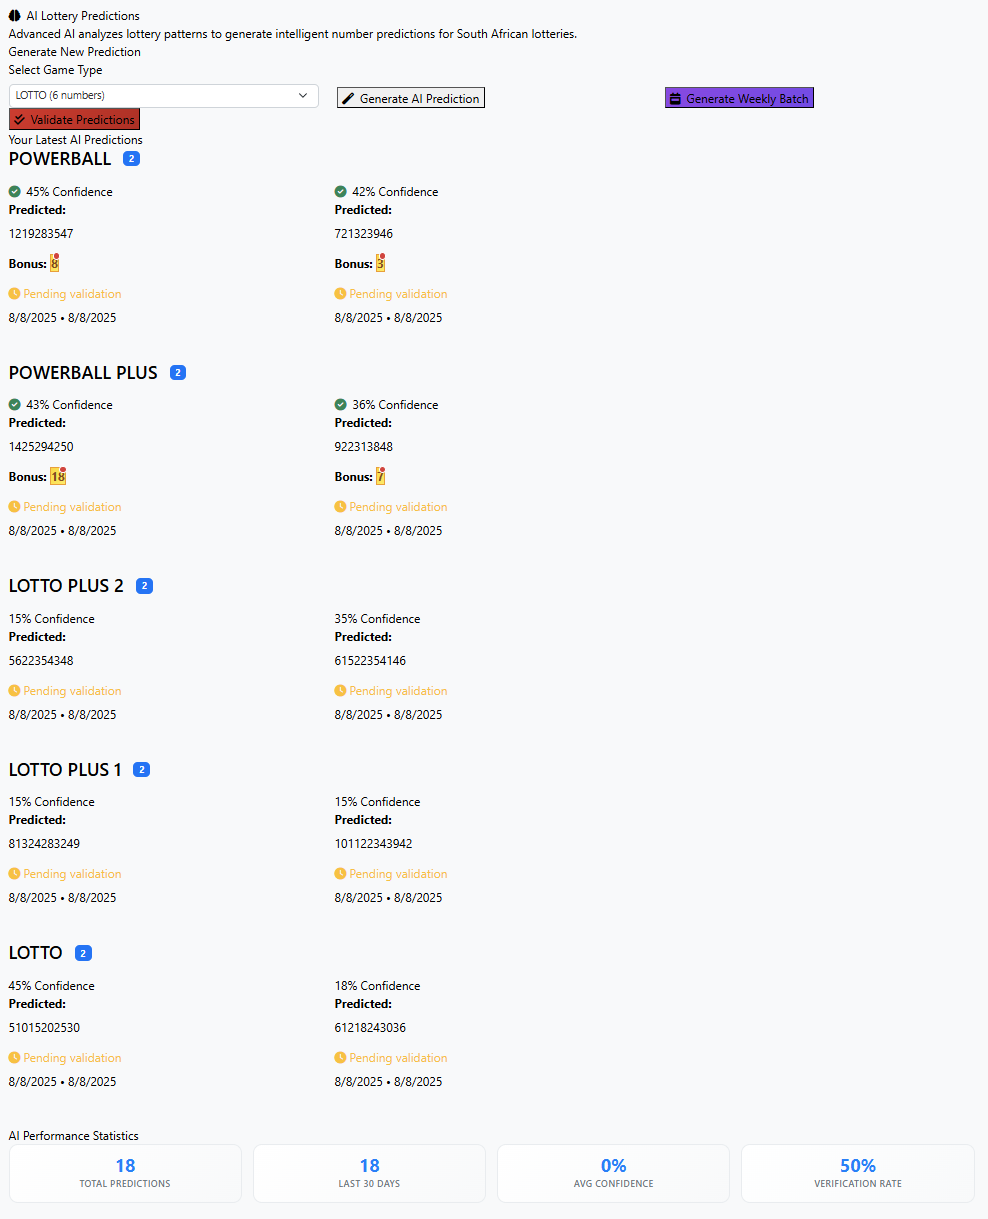 AI Lottery Predictions
Advanced AI analyzes lottery patterns to generate intelligent number predictions for South African lotteries.
Generate New Prediction
Select Game Type
LOTTO (6 numbers) Generate AI Prediction Generate Weekly Batch
Validate Predictions
Your Latest AI Predictions
POWERBALL 2
45% Confidence 42% Confidence
Predicted: Predicted:
1219283547 721323946
Bonus: 8 Bonus: 3
Pending validation Pending validation
8/8/2025 • 8/8/2025 8/8/2025 • 8/8/2025
POWERBALL PLUS 2
43% Confidence 36% Confidence
Predicted: Predicted:
1425294250 922313848
Bonus: 18 Bonus: 7
Pending validation Pending validation
8/8/2025 • 8/8/2025 8/8/2025 • 8/8/2025
LOTTO PLUS 2 2
15% Confidence 35% Confidence
Predicted: Predicted:
5622354348 61522354146
Pending validation Pending validation
8/8/2025 • 8/8/2025 8/8/2025 • 8/8/2025
LOTTO PLUS 1 2
15% Confidence 15% Confidence
Predicted: Predicted:
81324283249 101122343942
Pending validation Pending validation
8/8/2025 • 8/8/2025 8/8/2025 • 8/8/2025
LOTTO 2
45% Confidence 18% Confidence
Predicted: Predicted:
51015202530 61218243036
Pending validation Pending validation
8/8/2025 • 8/8/2025 8/8/2025 • 8/8/2025
AI Performance Statistics
18 18 0% 50%
TOTAL PREDICTIONS LAST 30 DAYS AVG CONFIDENCE VERIFICATION RATE